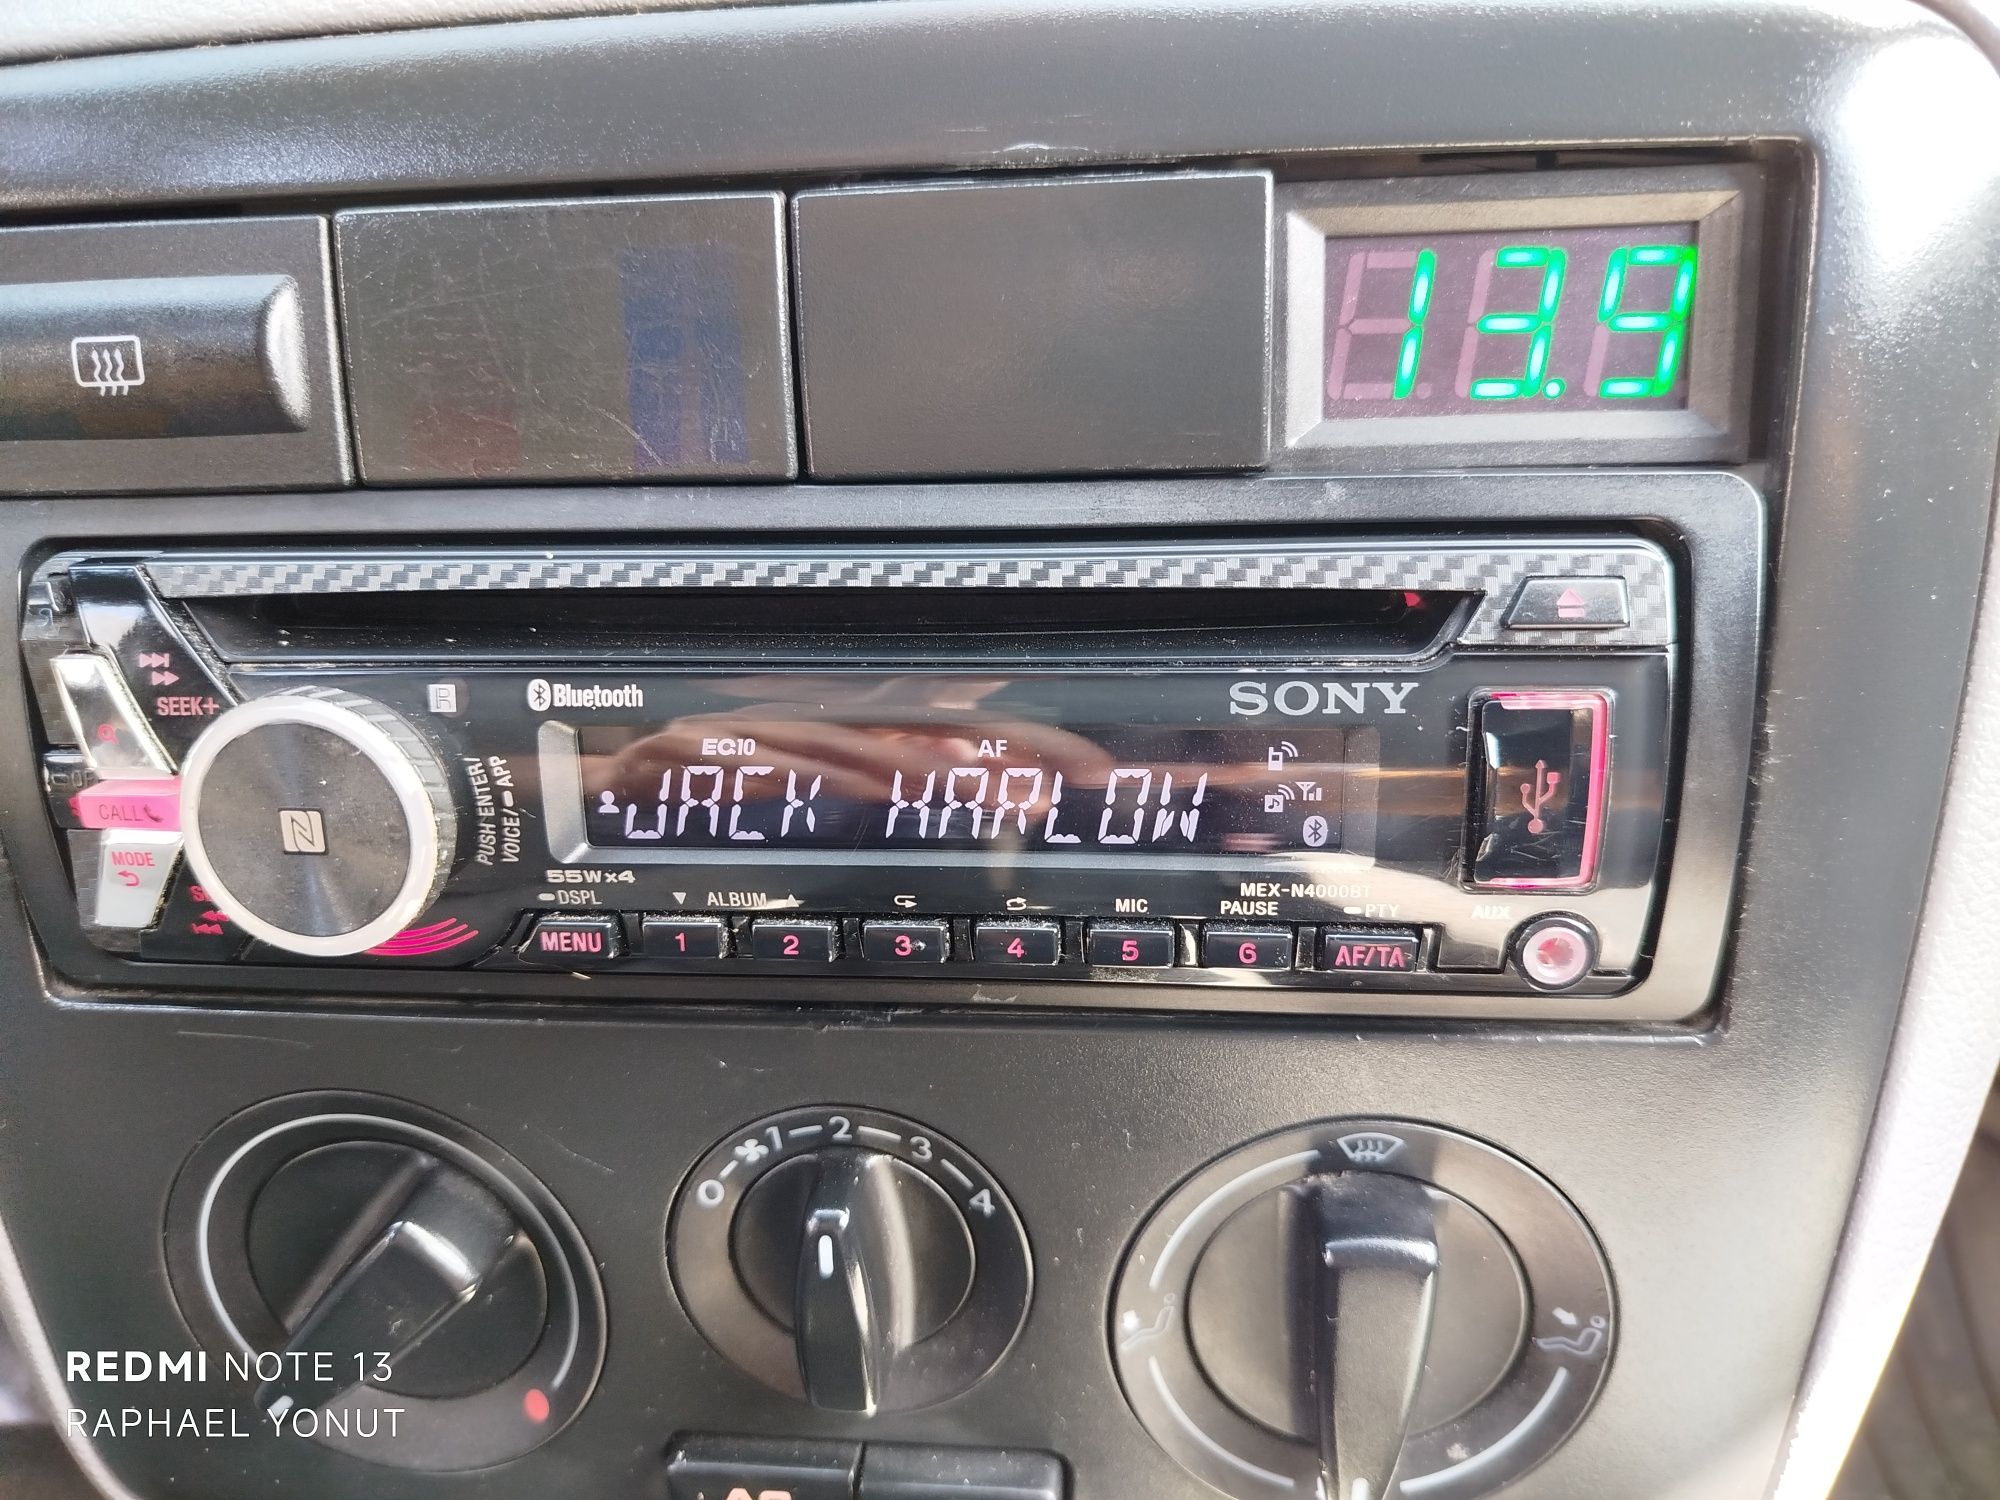 13.9
SEEK+
R
Bluetooth
SONY
EQ10
AF
JACK HARLOW
CALL
MODE
PUSH ENTER/
VOICE/ APP
55W×4
MEX-N4000BT
DSPL
ALBUM
MIC
PAUSE
PTY
AUX
MENU
1
2
3
4
5
6
AF/TA
0
1
2
3
4
REDMI NOTE 13
RAPHAEL YONUT